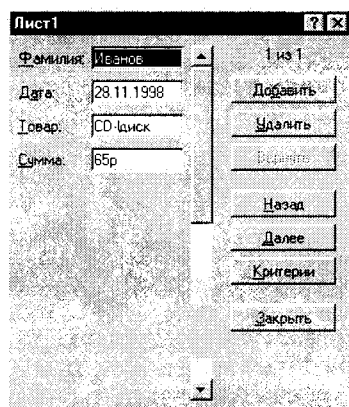 Лист1
Фамилия: Иванов
1 из 1
Дата: 28.11.1998
Добавить
Товар: CD-lдиск
Удалить
Сумма: 65р
Вернуть
Назад
Далее
Критерии
Закрыть